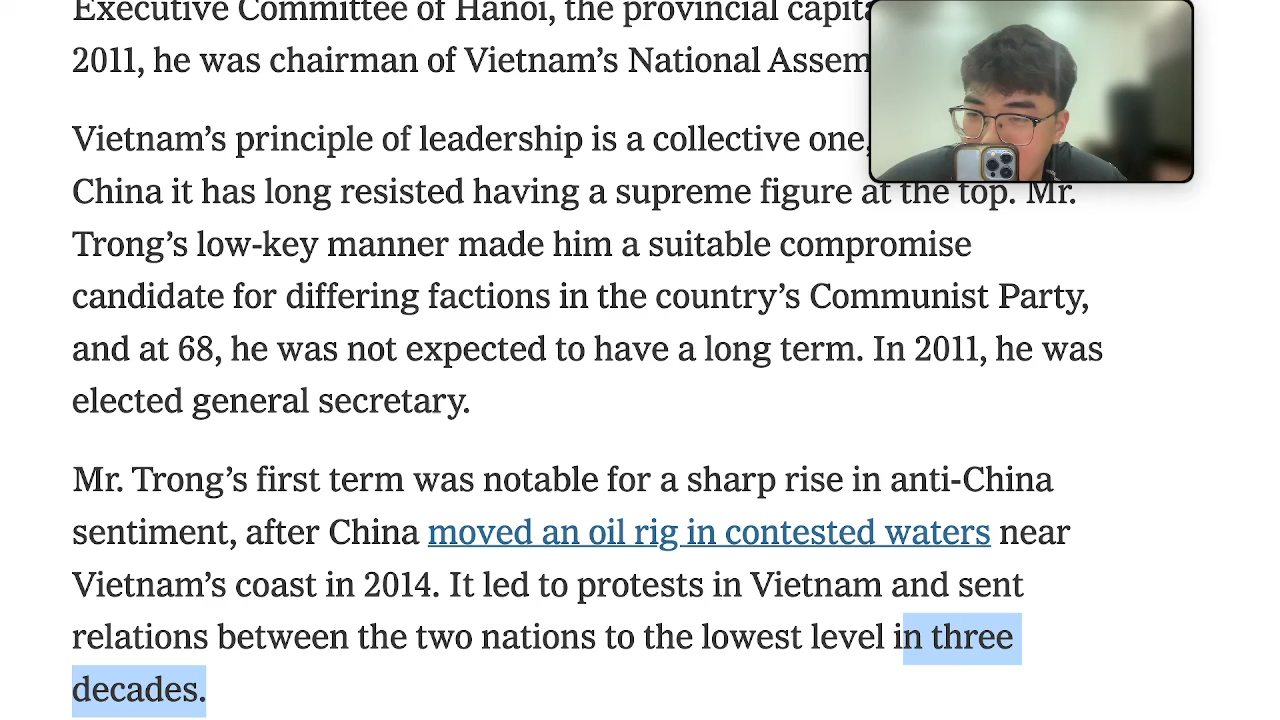 Executive Committee of Hanoi, the provincial
2011, he was chairman of Vietnam’s National
Vietnam’s principle of leadership is a collective one,
China it has long resisted having a supreme figure at the top. Mr.
Trong’s low-key manner made him a suitable compromise
candidate for differing factions in the country’s Communist Party,
and at 68, he was not expected to have a long term. In 2011, he was
elected general secretary.
Mr. Trong’s first term was notable for a sharp rise in anti-China
sentiment, after China moved an oil rig in contested waters near
Vietnam’s coast in 2014. It led to protests in Vietnam and sent
relations between the two nations to the lowest level in three
decades.